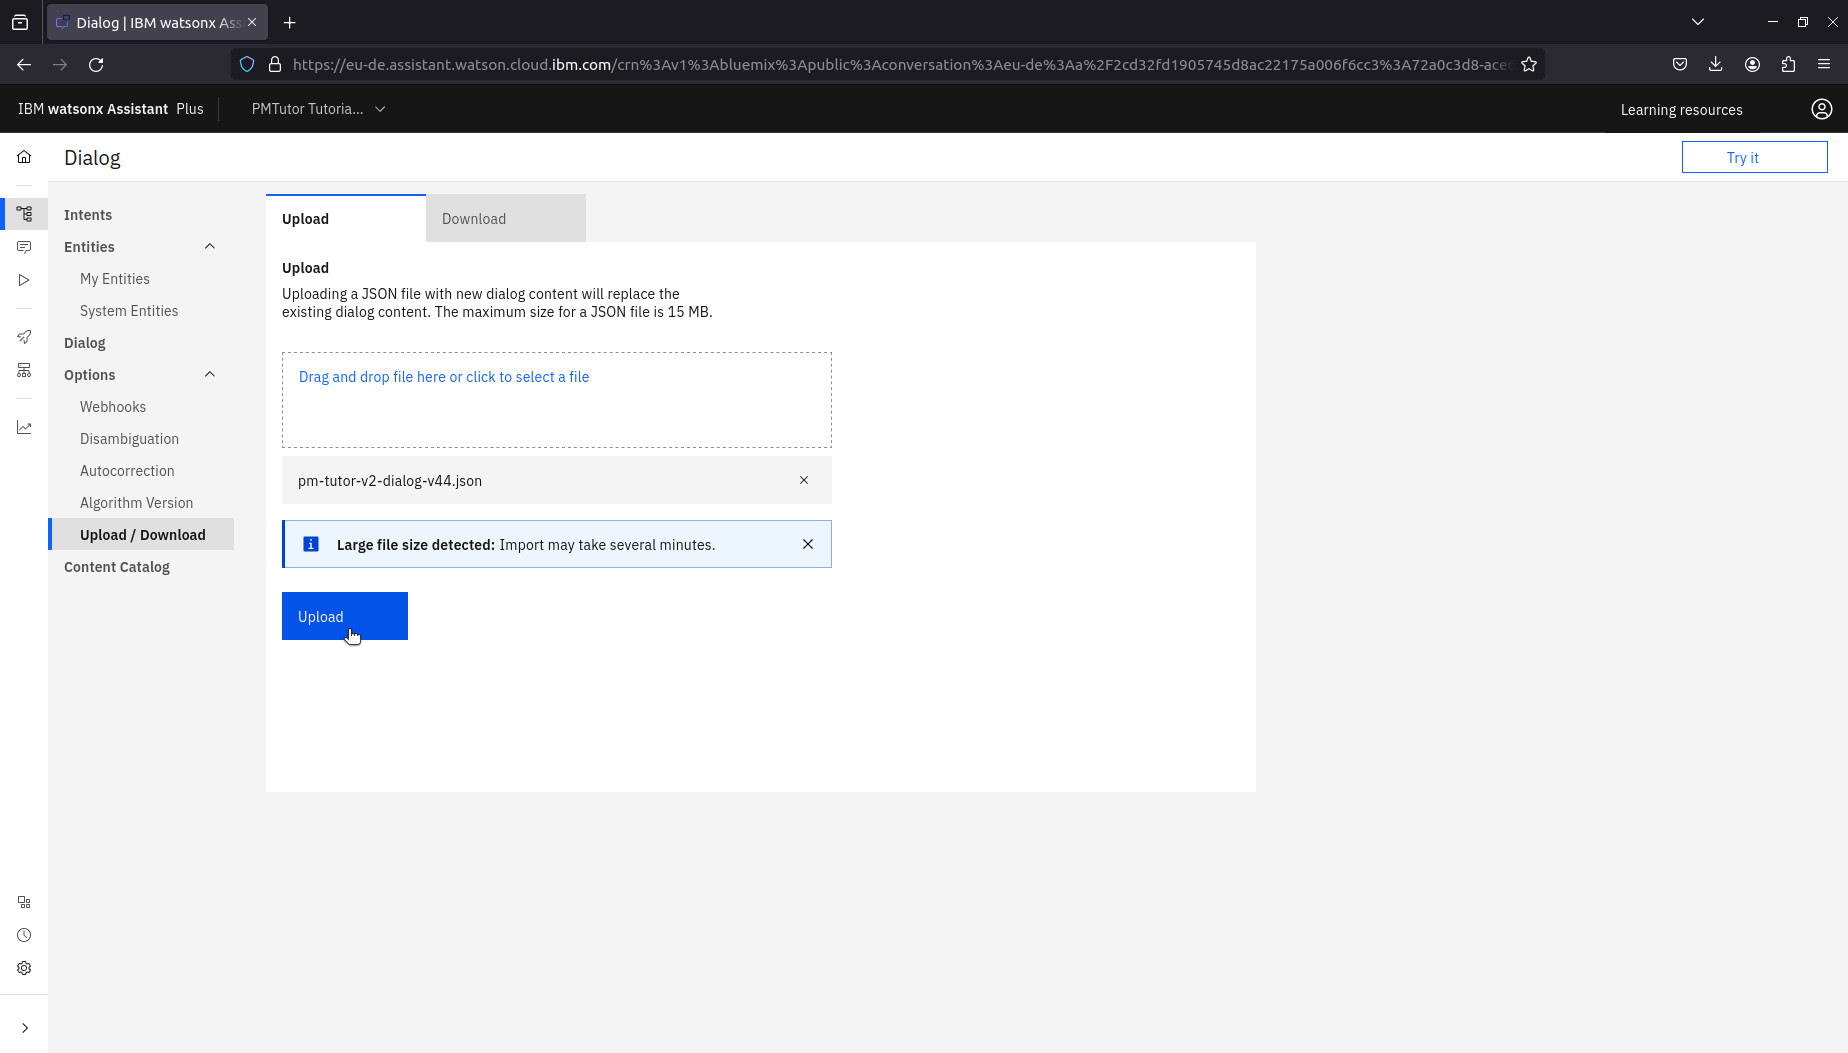 Dialog | IBM watsonx Ass
https://eu-de.assistant.watson.cloud.ibm.com/crn%3Av1%3Abluemix%3Apublic%3Aconversation%3Aeu-de%3Aa%2F2cd32fd1905745d8ac22175a006f6cc3%3A72a0c3d8-acec
IBM watsonx Assistant Plus
PMTutor Tutoria...
Learning resources
Dialog
Try it
Intents
Entities
My Entities
System Entities
Dialog
Options
Webhooks
Disambiguation
Autocorrection
Algorithm Version
Upload / Download
Content Catalog
Upload
Download
Upload
Uploading a JSON file with new dialog content will replace the
existing dialog content. The maximum size for a JSON file is 15 MB.
Drag and drop file here or click to select a file
pm-tutor-v2-dialog-v44.json
Large file size detected: Import may take several minutes.
Upload